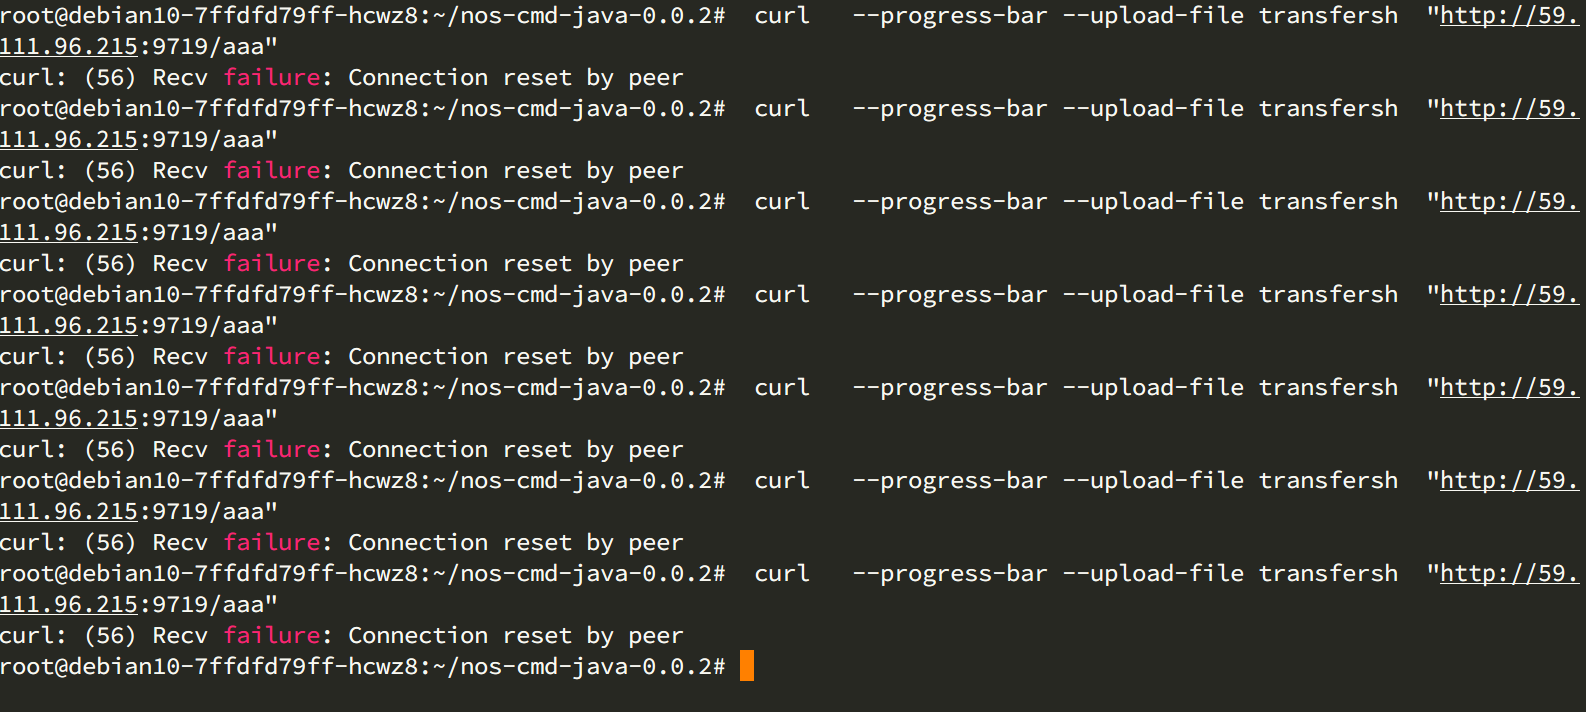 root@debian10-7ffdfd79ff-hcwz8:~/nos-cmd-java-0.0.2#  curl   --progress-bar --upload-file transfersh  "http://59.
111.96.215:9719/aaa"
curl: (56) Recv failure: Connection reset by peer
root@debian10-7ffdfd79ff-hcwz8:~/nos-cmd-java-0.0.2#  curl   --progress-bar --upload-file transfersh  "http://59.
111.96.215:9719/aaa"
curl: (56) Recv failure: Connection reset by peer
root@debian10-7ffdfd79ff-hcwz8:~/nos-cmd-java-0.0.2#  curl   --progress-bar --upload-file transfersh  "http://59.
111.96.215:9719/aaa"
curl: (56) Recv failure: Connection reset by peer
root@debian10-7ffdfd79ff-hcwz8:~/nos-cmd-java-0.0.2#  curl   --progress-bar --upload-file transfersh  "http://59.
111.96.215:9719/aaa"
curl: (56) Recv failure: Connection reset by peer
root@debian10-7ffdfd79ff-hcwz8:~/nos-cmd-java-0.0.2#  curl   --progress-bar --upload-file transfersh  "http://59.
111.96.215:9719/aaa"
curl: (56) Recv failure: Connection reset by peer
root@debian10-7ffdfd79ff-hcwz8:~/nos-cmd-java-0.0.2#  curl   --progress-bar --upload-file transfersh  "http://59.
111.96.215:9719/aaa"
curl: (56) Recv failure: Connection reset by peer
root@debian10-7ffdfd79ff-hcwz8:~/nos-cmd-java-0.0.2#  curl   --progress-bar --upload-file transfersh  "http://59.
111.96.215:9719/aaa"
curl: (56) Recv failure: Connection reset by peer
root@debian10-7ffdfd79ff-hcwz8:~/nos-cmd-java-0.0.2#